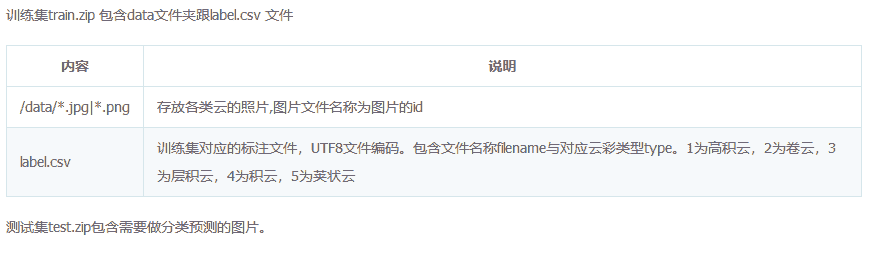 训练集train.zip 包含data文件夹跟label.csv 文件
内容 说明
/data/*.jpg|*.png 存放各类云的照片,图片文件名称为图片的id
label.csv 训练集对应的标注文件，UTF8文件编码。包含文件名称filename与对应云彩类型type。1为高积云，2为卷云，3
为层积云，4为积云，5为荚状云
测试集test.zip包含需要做分类预测的图片。